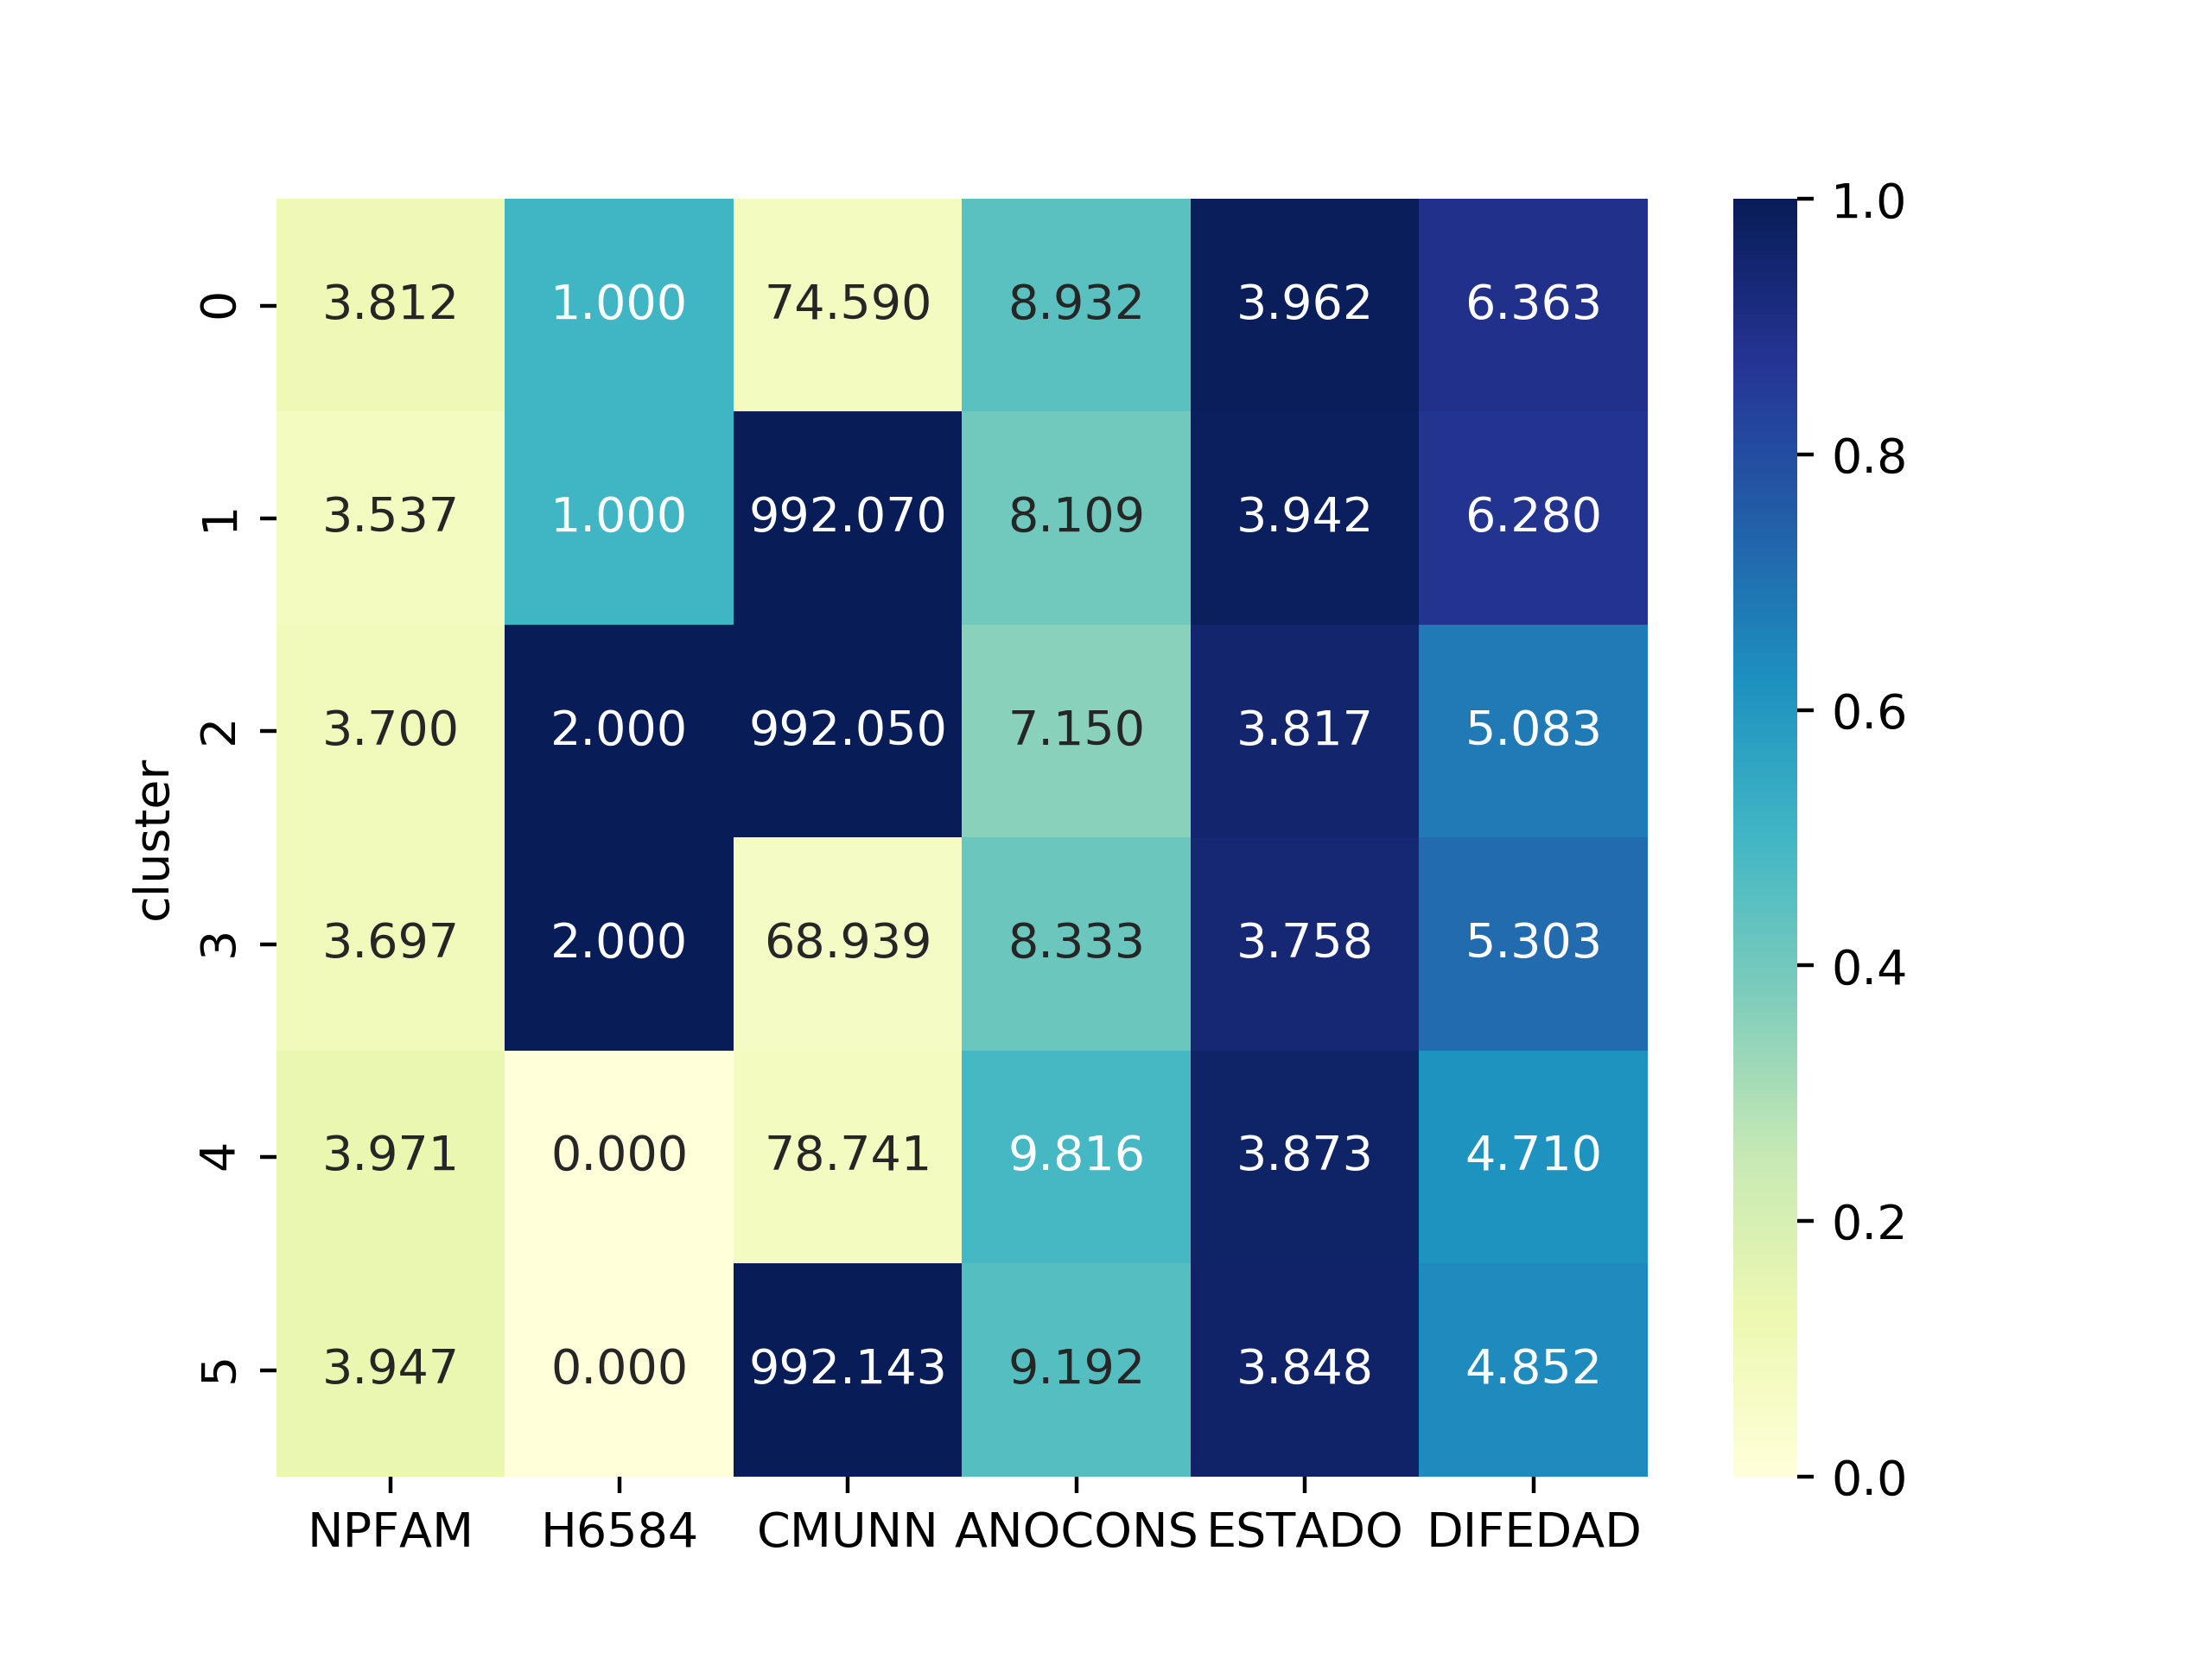 1.0
0 3.812 1.000 74.590 8.932 3.962 6.363
0.8
1 3.537 1.000 992.070 8.109 3.942 6.280
0.6
2 3.700 2.000 992.050 7.150 3.817 5.083
cluster
3 3.697 2.000 68.939 8.333 3.758 5.303
0.4
4 3.971 0.000 78.741 9.816 3.873 4.710
0.2
5 3.947 0.000 992.143 9.192 3.848 4.852
0.0
NPFAM H6584 CMUNN ANOCONS ESTADO DIFEDAD